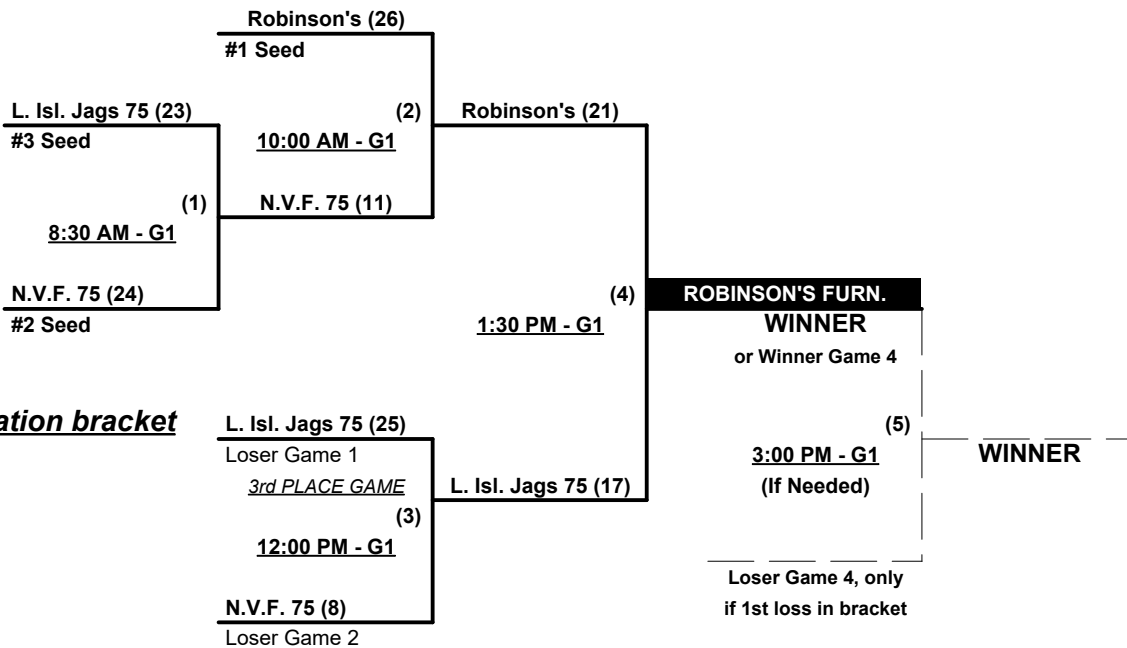 Robinson's (26)
#1 Seed
L. Isl. Jags 75 (23)
(2)
Robinson's (21)
#3 Seed
10:00 AM - G1
(1)
N.V.F. 75 (11)
8:30 AM - G1
N.V.F. 75 (24)
(4)
ROBINSON'S FURN.
#2 Seed
1:30 PM - G1
WINNER
or Winner Game 4
ation bracket
L. Isl. Jags 75 (25)
(5)
Loser Game 1
3:00 PM - G1
WINNER
3rd PLACE GAME
L. Isl. Jags 75 (17)
(If Needed)
(3)
12:00 PM - G1
Loser Game 4, only
N.V.F. 75 (8)
if 1st loss in bracket
Loser Game 2